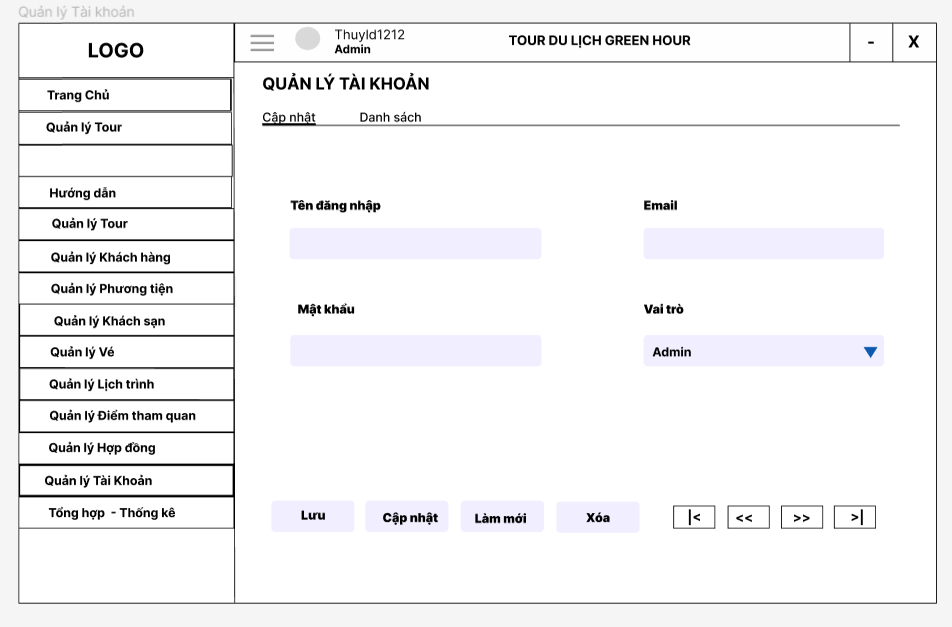 Quản lý Tài khoản
LOGO
Thuyld1212
Admin
TOUR DU LỊCH GREEN HOUR
-
X
Trang Chủ
Quản lý Tour
Hướng dẫn
Quản lý Tour
Quản lý Khách hàng
Quản lý Phương tiện
Quản lý Khách sạn
Quản lý Vé
Quản lý Lịch trình
Quản lý Điểm tham quan
Quản lý Hợp đồng
Quản lý Tài Khoản
Tổng hợp - Thống kê
QUẢN LÝ TÀI KHOẢN
Cập nhật
Danh sách
Tên đăng nhập
Email
Mật khẩu
Vai trò
Admin
Lưu
Cập nhật
Làm mới
Xóa
|<
<<
>>
>|